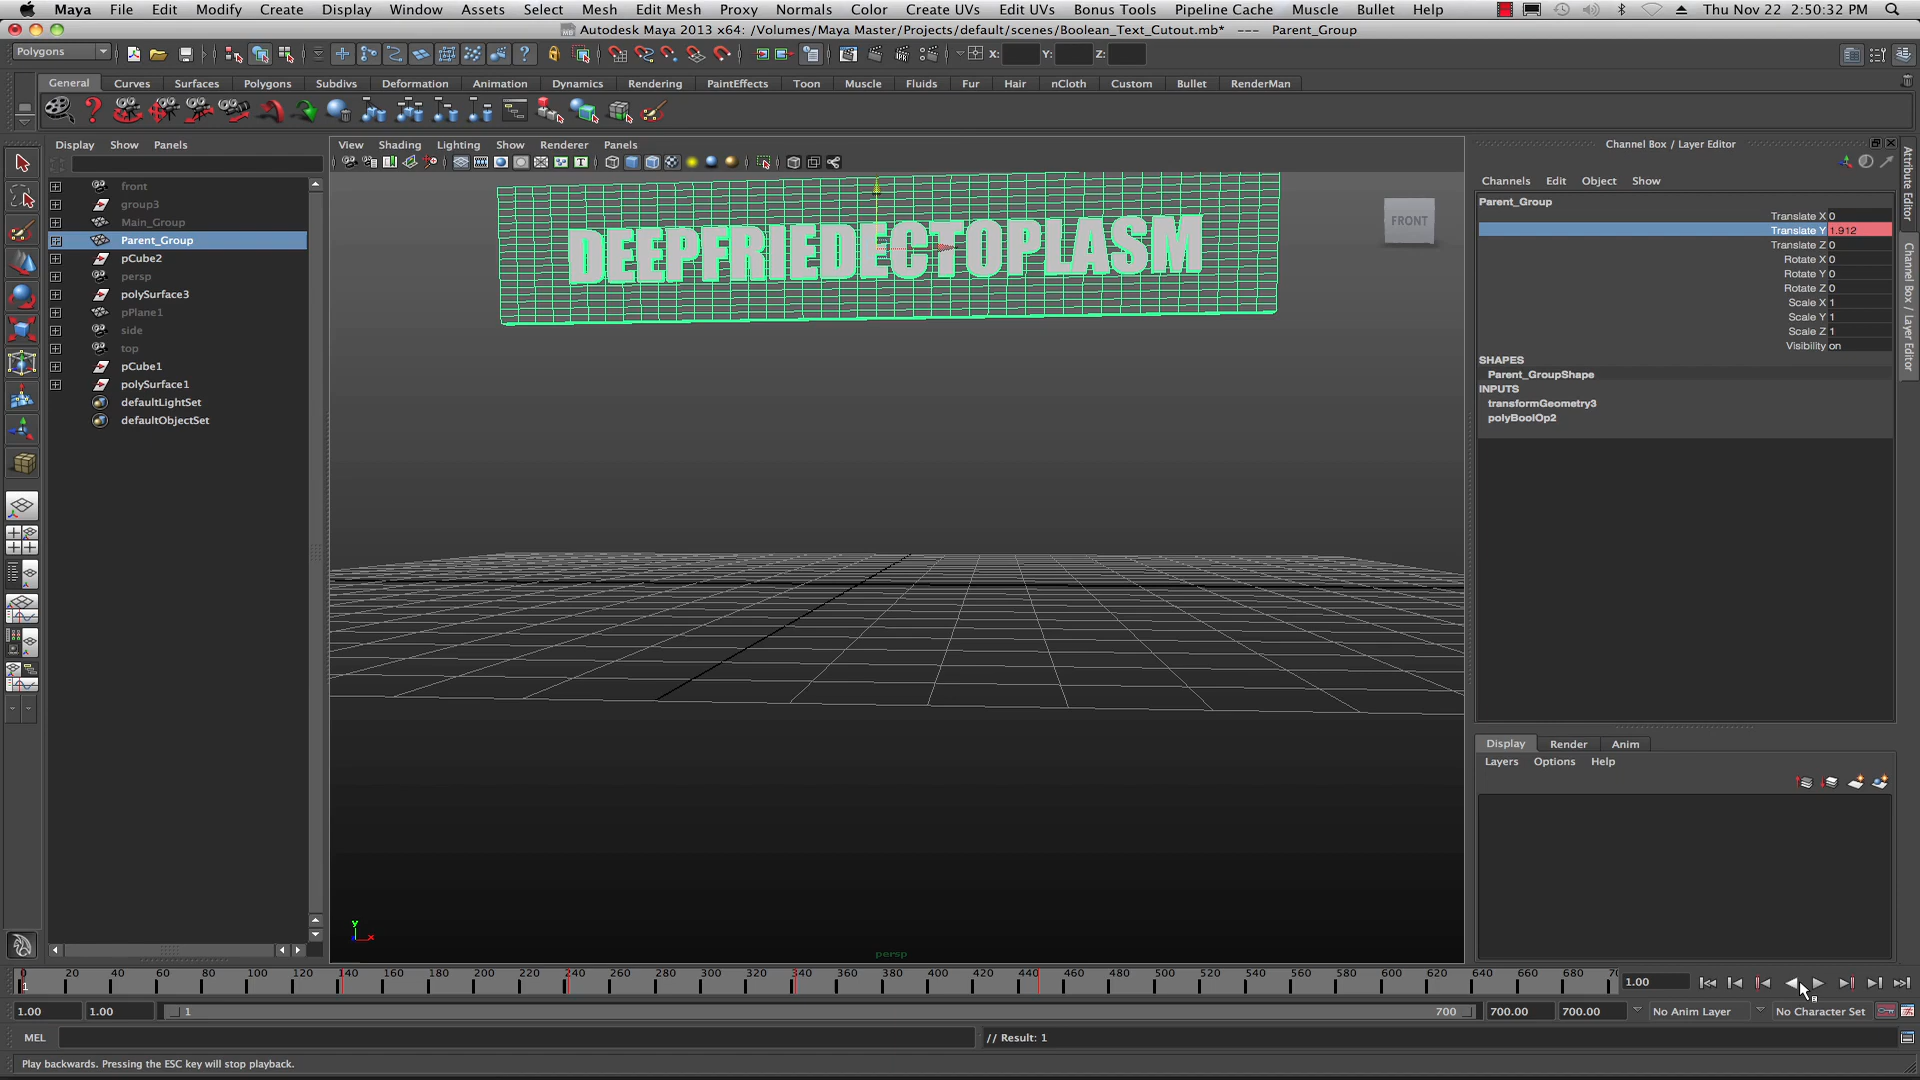 Maya File Edit Modify Create Display Window Assets Select Mesh Edit Mesh Proxy Normals Color Create UVs Edit UVs Bonus Tools Pipeline Cache Muscle Bullet Help Thu Nov 22 2:50:32 PM
Autodesk Maya 2013 x64: /Volumes/Maya Master/Projects/default/scenes/Boolean_Text_Cutout.mb* --- Parent_Group
Polygons X: Y: Z:
General Curves Surfaces Polygons Subdivs Deformation Animation Dynamics Rendering PaintEffects Toon Muscle Fluids Fur Hair nCloth Custom Bullet RenderMan
Display Show Panels
front
group3
Main_Group
Parent_Group
pCube2
persp
polySurface3
pPlane1
side
top
pCube1
polySurface1
defaultLightSet
defaultObjectSet
View Shading Lighting Show Renderer Panels
DEEPFRIEDECTOPLASM
FRONT
y
x
persp
Channel Box / Layer Editor
Channels Edit Object Show
Parent_Group
Translate X 0
Translate Y 1.912
Translate Z 0
Rotate X 0
Rotate Y 0
Rotate Z 0
Scale X 1
Scale Y 1
Scale Z 1
Visibility on
SHAPES
Parent_GroupShape
INPUTS
transformGeometry3
polyBoolOp2
Attribute Editor
Channel Box / Layer Editor
Display Render Anim
Layers Options Help
0 20 40 60 80 100 120 140 160 180 200 220 240 260 280 300 320 340 360 380 400 420 440 460 480 500 520 540 560 580 600 620 640 660 680 1.00
1
1.00 1.00 1 700 700.00 700.00 No Anim Layer No Character Set
MEL // Result: 1
Play backwards. Pressing the ESC key will stop playback.